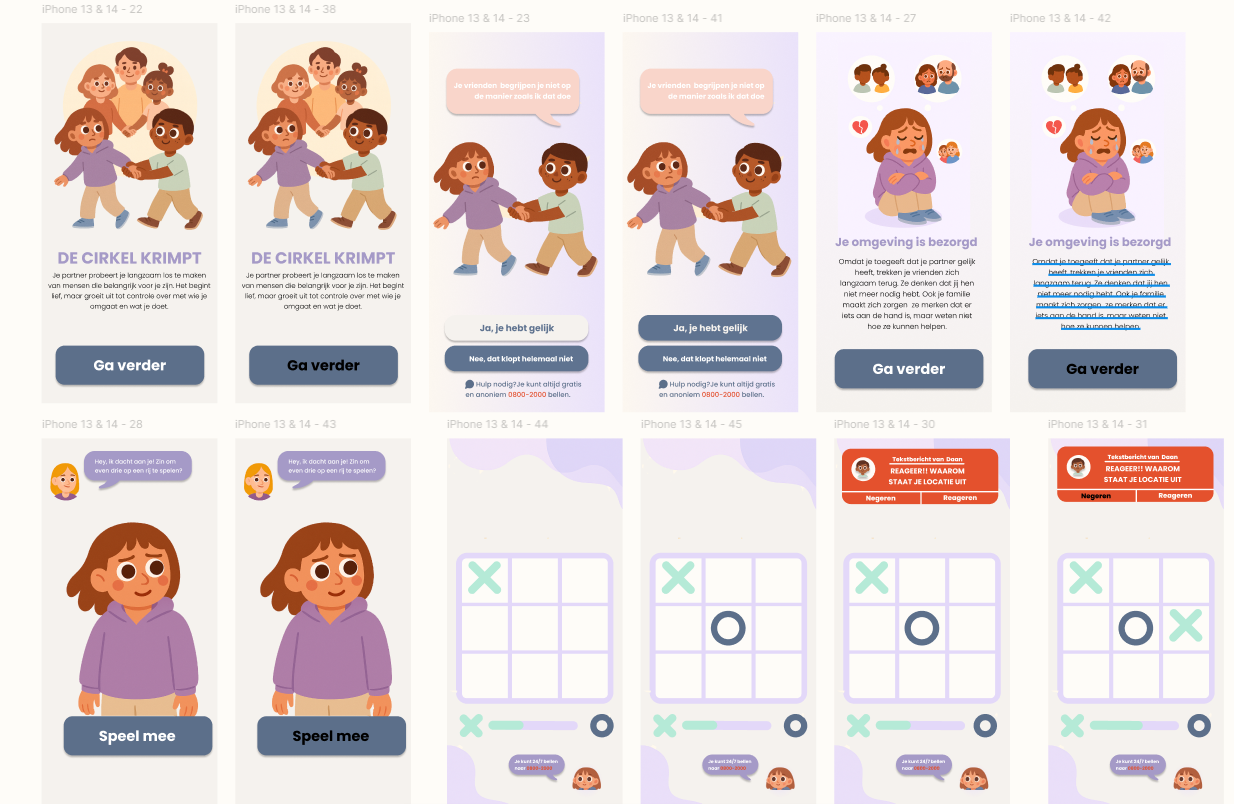 iPhone 13 & 14 - 22
DE CIRKEL KRIMPT
Je partner probeert je langzaam los te maken
van mensen die belangrijk voor je zijn. Het begint
lief, maar groeit uit tot controle over met wie je
omgaat en wat je doet.
Ga verder
iPhone 13 & 14 - 38
DE CIRKEL KRIMPT
Je partner probeert je langzaam los te maken
van mensen die belangrijk voor je zijn. Het begint
lief, maar groeit uit tot controle over met wie je
omgaat en wat je doet.
Ga verder
iPhone 13 & 14 - 23
Je vrienden begrijpen je niet op
de manier zoals ik dat doe
Ja, je hebt gelijk
Nee, dat klopt helemaal niet
Hulp nodig?Je kunt altijd gratis
en anoniem 0800-2000 bellen.
iPhone 13 & 14 - 41
Je vrienden begrijpen je niet op
de manier zoals ik dat doe
Ja, je hebt gelijk
Nee, dat klopt helemaal niet
Hulp nodig?Je kunt altijd gratis
en anoniem 0800-2000 bellen.
iPhone 13 & 14 - 27
Je omgeving is bezorgd
Omdat je toegeeft dat je partner gelijk
heeft, trekken je vrienden zich
langzaam terug. Ze denken dat jij hen
niet meer nodig hebt. Ook je familie
maakt zich zorgen ze merken dat er
iets aan de hand is, maar weten niet
hoe ze kunnen helpen.
Ga verder
iPhone 13 & 14 - 42
Je omgeving is bezorgd
Omdat je toegeeft dat je partner gelijk
heeft, trekken je vrienden zich
langzaam terug. Ze denken dat jij hen
niet meer nodig hebt. Ook je familie
maakt zich zorgen ze merken dat er
iets aan de hand is, maar weten niet
hoe ze kunnen helpen.
Ga verder
iPhone 13 & 14 - 28
Hey, ik dacht aan je! Zin om
even drie op een rij te spelen?
Speel mee
iPhone 13 & 14 - 43
Hey, ik dacht aan je! Zin om
even drie op een rij te spelen?
Speel mee
iPhone 13 & 14 - 44
Je kunt 24/7 bellen
naar 0800-2000
iPhone 13 & 14 - 45
Je kunt 24/7 bellen
naar 0800-2000
iPhone 13 & 14 - 30
Tekstbericht van Daan
REAGEER!! WAAROM
STAAT JE LOCATIE UIT
Negeren
Reageren
Je kunt 24/7 bellen
naar 0800-2000
iPhone 13 & 14 - 31
Tekstbericht van Daan
REAGEER!! WAAROM
STAAT JE LOCATIE UIT
Negeren
Reageren
Je kunt 24/7 bellen
naar 0800-2000